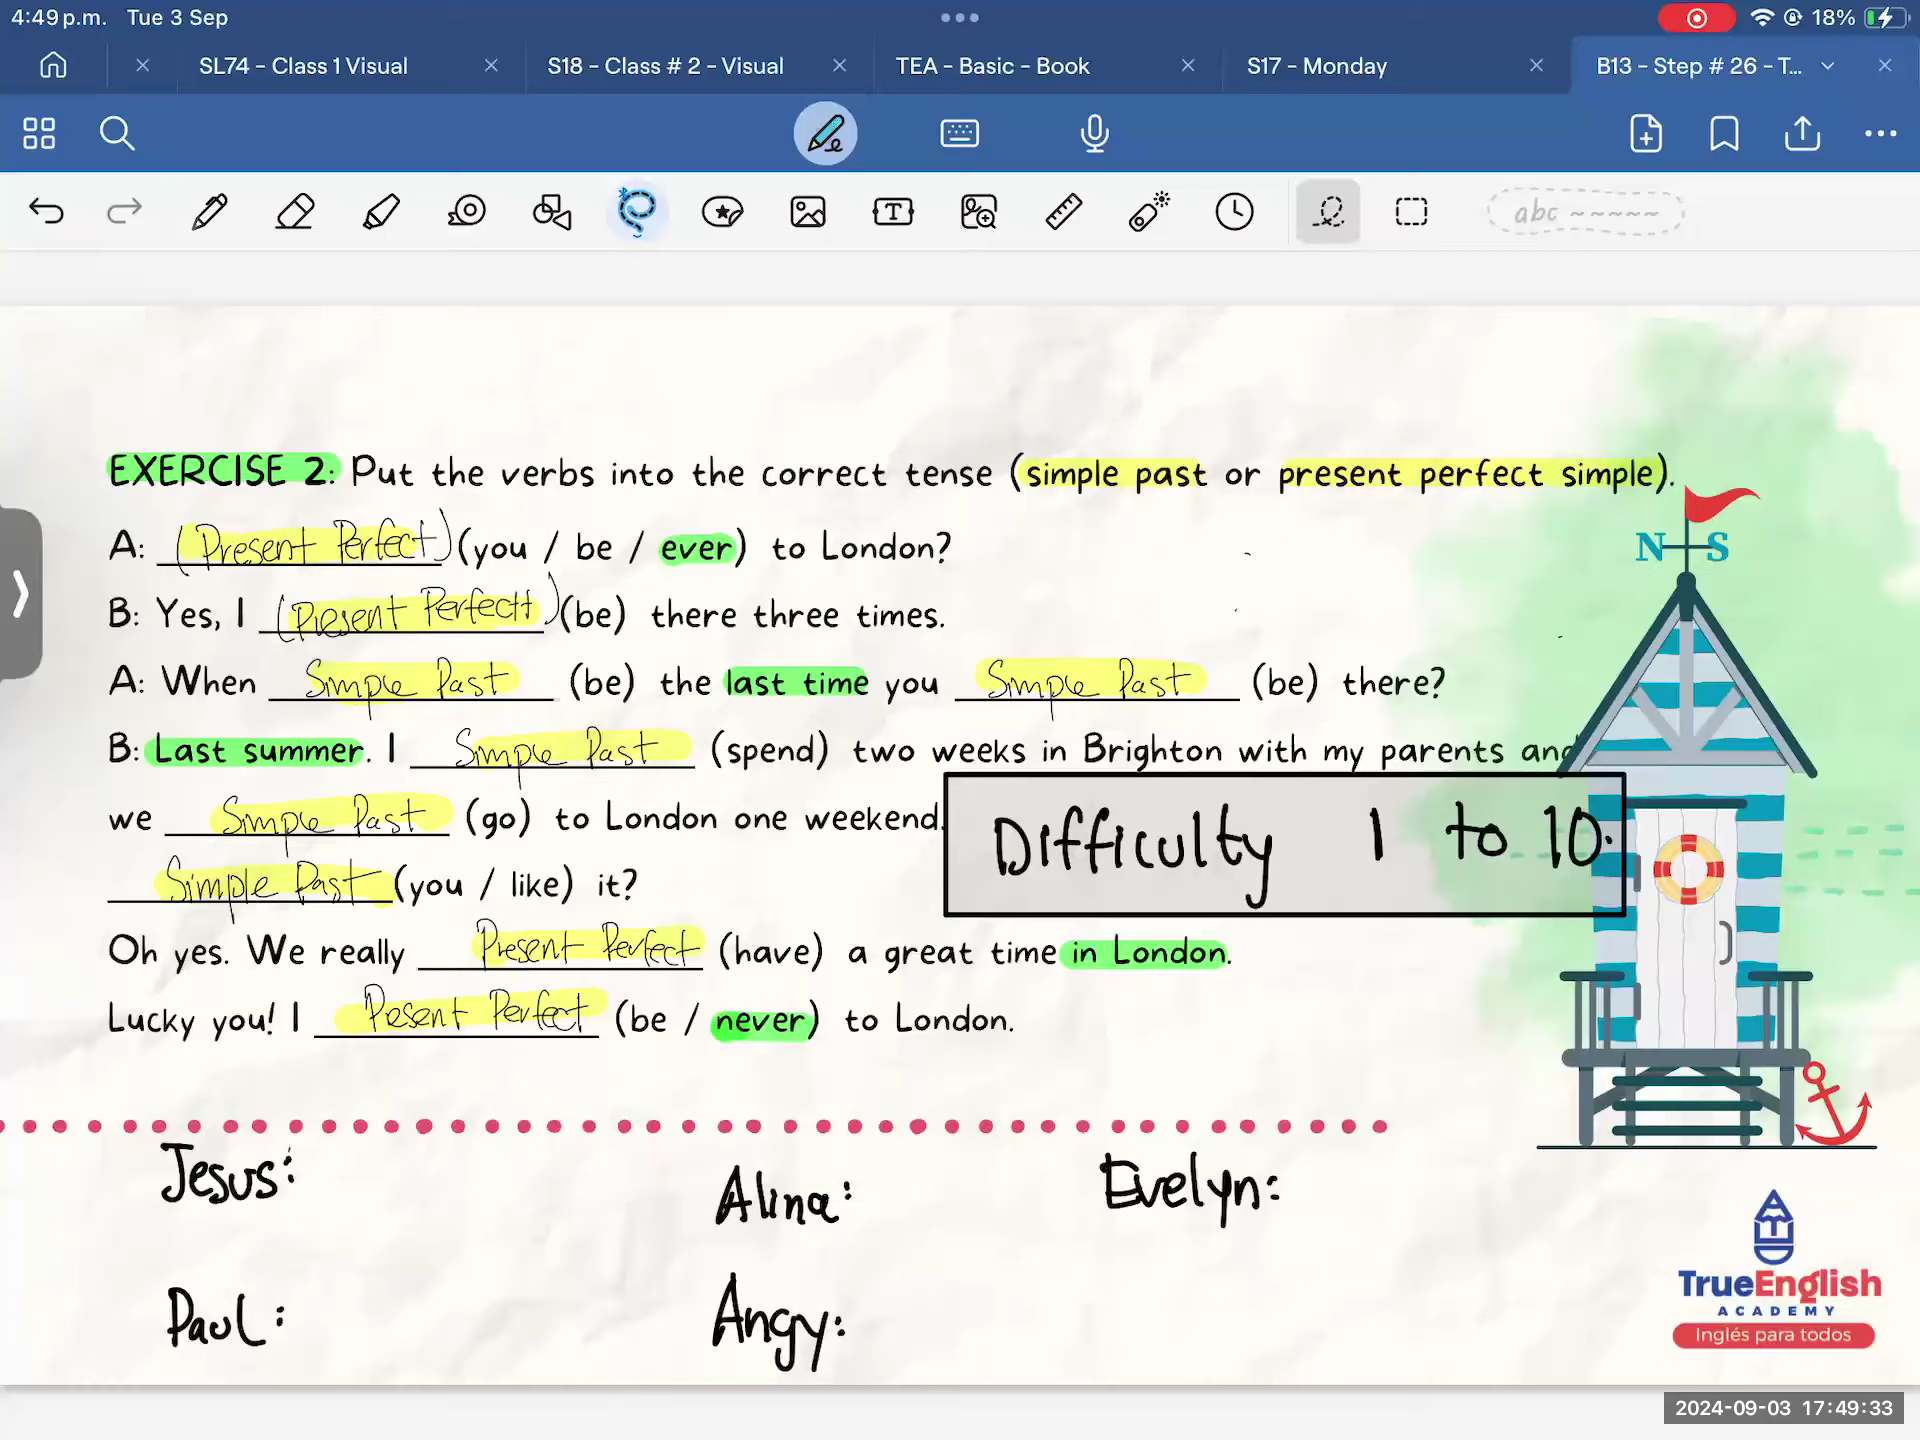 4:49 p.m. Tue 3 Sep
18%
SL74 - Class 1 Visual
S18 - Class # 2 - Visual
TEA - Basic - Book
S17 - Monday
B13 - Step # 26 - T...
abc
EXERCISE 2: Put the verbs into the correct tense (simple past or present perfect simple).
N S
A: (Present Perfect) (you / be / ever) to London?
B: Yes, I (Present Perfect) (be) there three times.
A: When Simple Past (be) the last time you Simple Past (be) there?
B: Last summer. I Simple Past (spend) two weeks in Brighton with my parents and
we Simple Past (go) to London one weekend.
Difficulty 1 to 10.
Simple Past (you / like) it?
Oh yes. We really Present Perfect (have) a great time in London.
Lucky you! I Present Perfect (be / never) to London.
Jesus: Alina: Evelyn:
Paul: Angy:
TrueEnglish
ACADEMY
Inglés para todos
2024-09-03 17:49:33